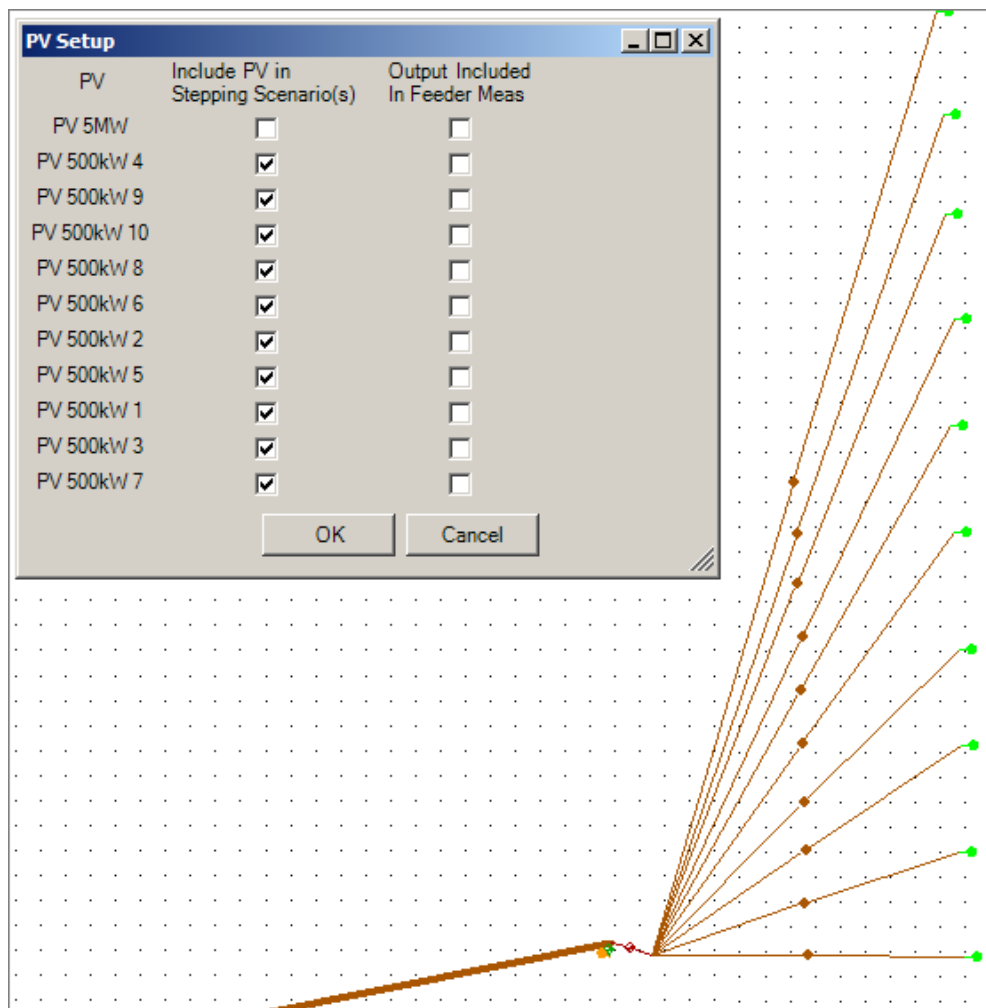 PV Setup
PV
Include PV in
Stepping Scenario(s)
Output Included
In Feeder Meas
PV 5MW
PV 500kW 4
PV 500kW 9
PV 500kW 10
PV 500kW 8
PV 500kW 6
PV 500kW 2
PV 500kW 5
PV 500kW 1
PV 500kW 3
PV 500kW 7
OK Cancel